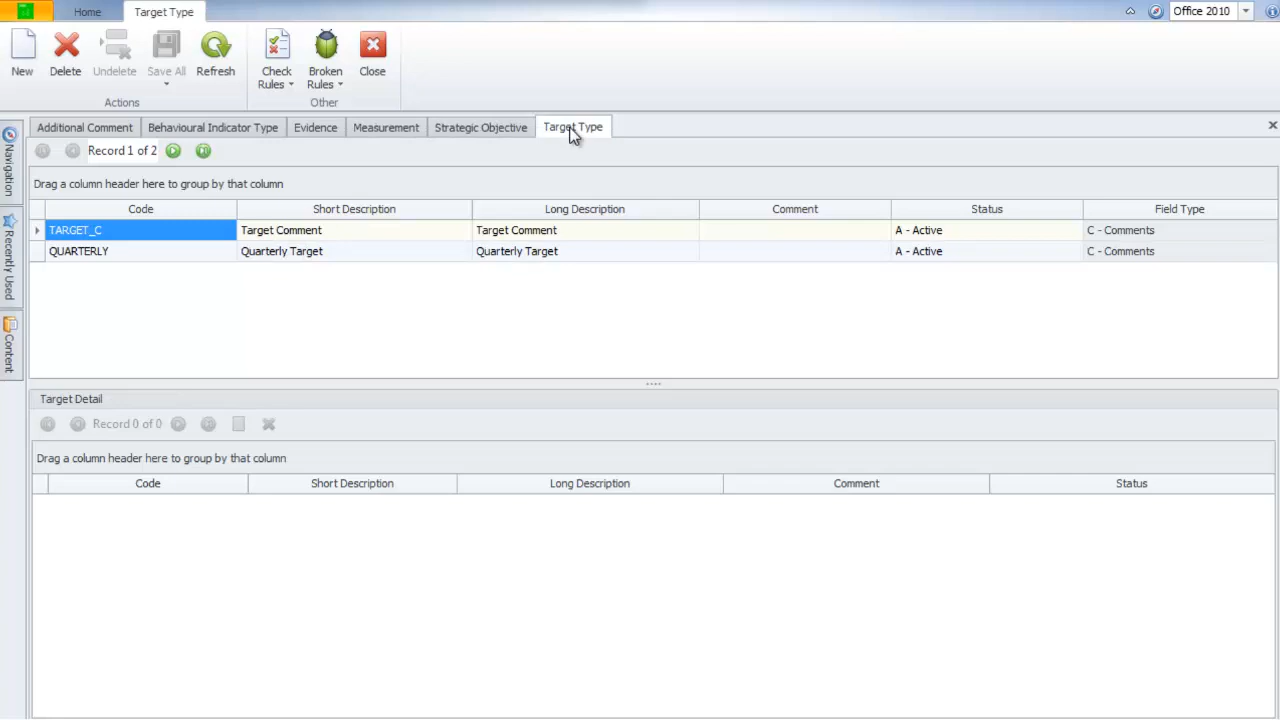 Home Target Type Office 2010
New Delete Undelete Save All Refresh Check Rules Broken Rules Close
Actions Other
Additional Comment Behavioural Indicator Type Evidence Measurement Strategic Objective Target Type
Navigation
Recently Used
Content
Record 1 of 2
Drag a column header here to group by that column
Code Short Description Long Description Comment Status Field Type
TARGET_C Target Comment Target Comment A - Active C - Comments
QUARTERLY Quarterly Target Quarterly Target A - Active C - Comments
Target Detail
Record 0 of 0
Drag a column header here to group by that column
Code Short Description Long Description Comment Status